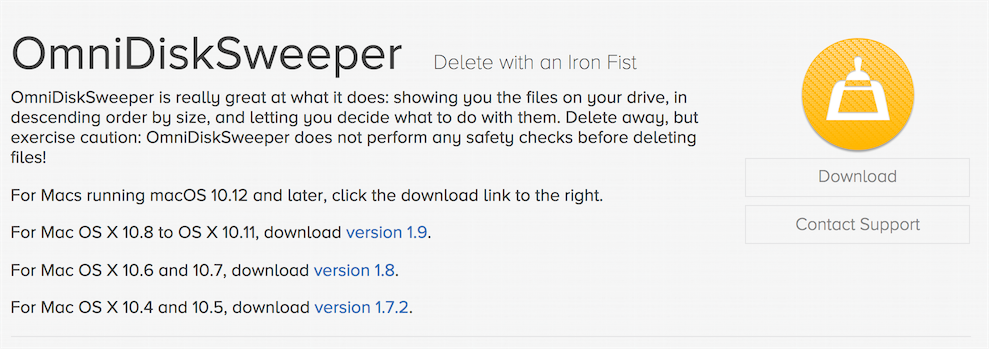 OmniDiskSweeper Delete with an Iron Fist
OmniDiskSweeper is really great at what it does: showing you the files on your drive, in
descending order by size, and letting you decide what to do with them. Delete away, but
exercise caution: OmniDiskSweeper does not perform any safety checks before deleting
files!
For Macs running macOS 10.12 and later, click the download link to the right.
For Mac OS X 10.8 to OS X 10.11, download version 1.9.
For Mac OS X 10.6 and 10.7, download version 1.8.
For Mac OS X 10.4 and 10.5, download version 1.7.2.
Download
Contact Support